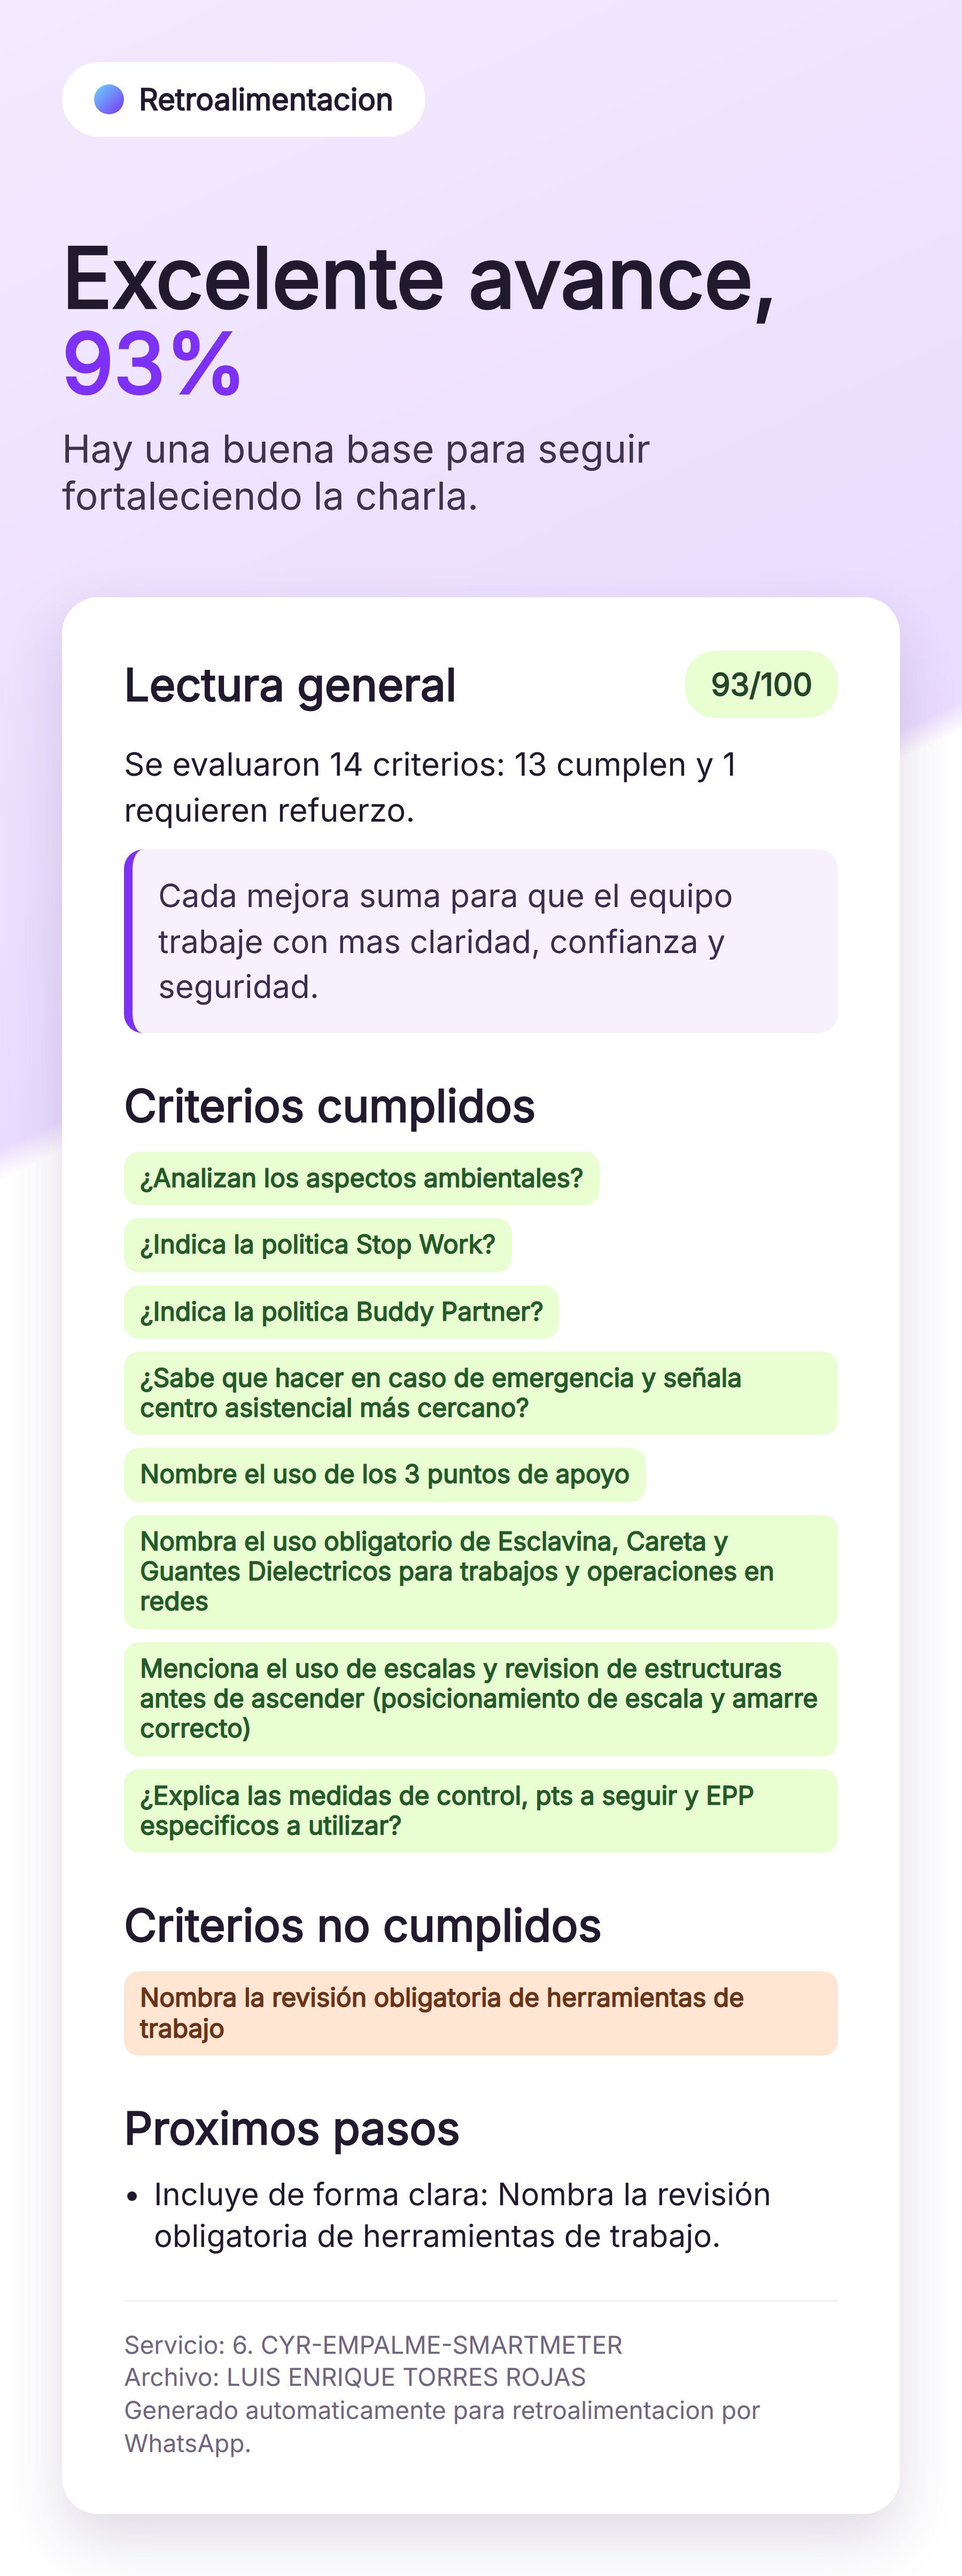 Retroalimentacion
Excelente avance,
93%
Hay una buena base para seguir
fortaleciendo la charla.
Lectura general
93/100
Se evaluaron 14 criterios: 13 cumplen y 1
requieren refuerzo.
Cada mejora suma para que el equipo
trabaje con mas claridad, confianza y
seguridad.
Criterios cumplidos
¿Analizan los aspectos ambientales?
¿Indica la politica Stop Work?
¿Indica la politica Buddy Partner?
¿Sabe que hacer en caso de emergencia y señala
centro asistencial más cercano?
Nombre el uso de los 3 puntos de apoyo
Nombra el uso obligatorio de Esclavina, Careta y
Guantes Dielectricos para trabajos y operaciones en
redes
Menciona el uso de escalas y revision de estructuras
antes de ascender (posicionamiento de escala y amarre
correcto)
¿Explica las medidas de control, pts a seguir y EPP
especificos a utilizar?
Criterios no cumplidos
Nombra la revisión obligatoria de herramientas de
trabajo
Proximos pasos
• Incluye de forma clara: Nombra la revisión
obligatoria de herramientas de trabajo.
Servicio: 6. CYR-EMPALME-SMARTMETER
Archivo: LUIS ENRIQUE TORRES ROJAS
Generado automaticamente para retroalimentacion por
WhatsApp.